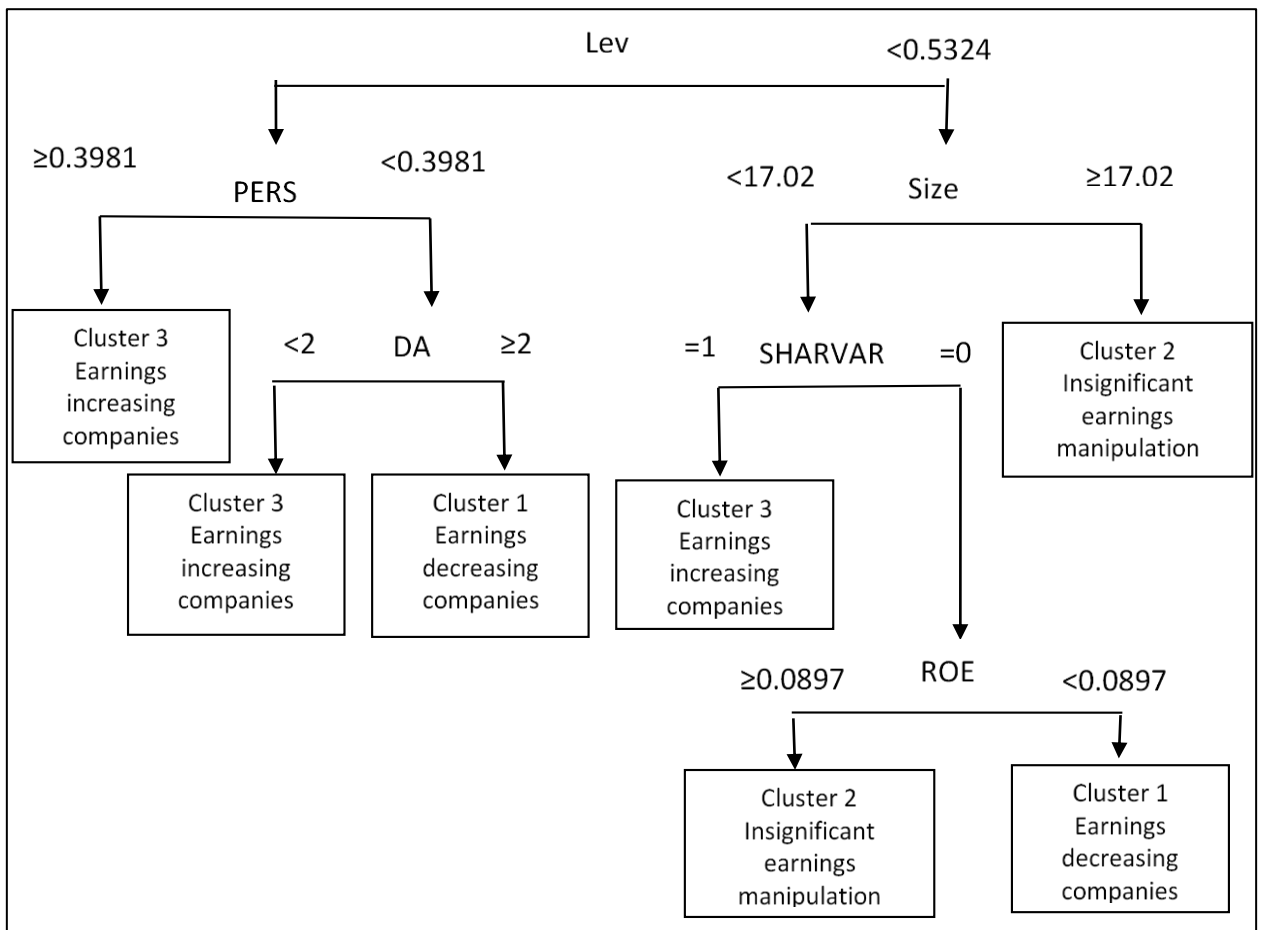 Lev
<0.5324
≥0.3981
<0.3981
PERS
<17.02
Size
≥17.02
Cluster 3
Earnings
increasing
companies
<2
DA
≥2
=1
SHARVAR
=0
Cluster 2
Insignificant
earnings
manipulation
Cluster 3
Earnings
increasing
companies
Cluster 1
Earnings
decreasing
companies
Cluster 3
Earnings
increasing
companies
≥0.0897
ROE
<0.0897
Cluster 2
Insignificant
earnings
manipulation
Cluster 1
Earnings
decreasing
companies